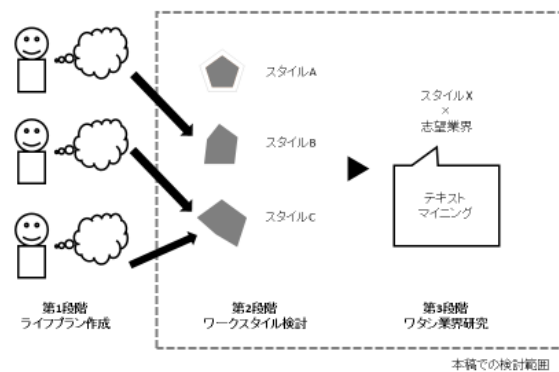 スタイルA
スタイルB
スタイルC
スタイルX
×
志望業界
テキスト
マイニング
第1段階
ライフプラン作成
第2段階
ワークスタイル検討
第3段階
ワタシ業界研究
本稿での検討範囲